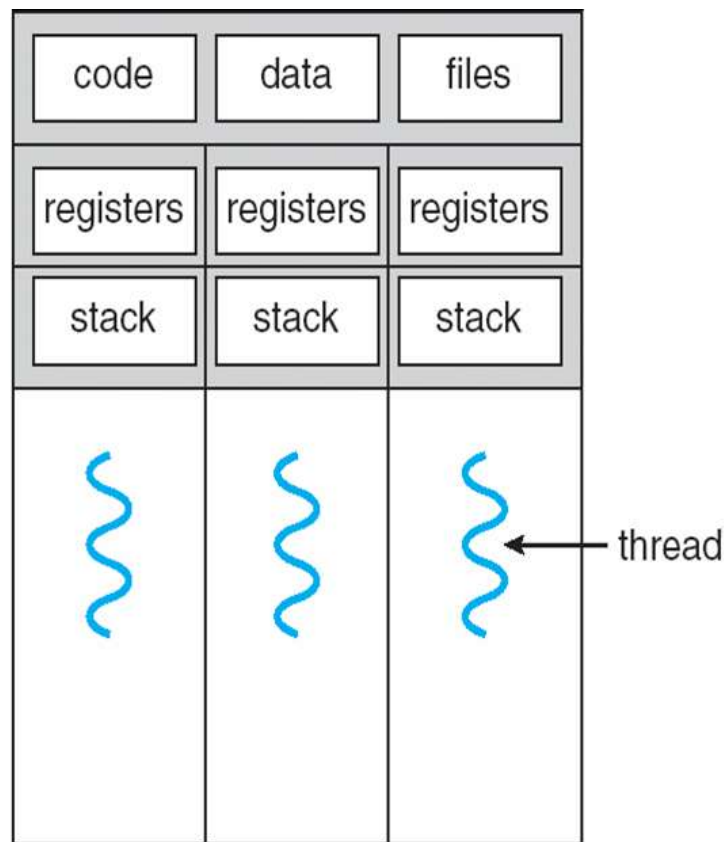 code data files
registers registers registers
stack stack stack
thread